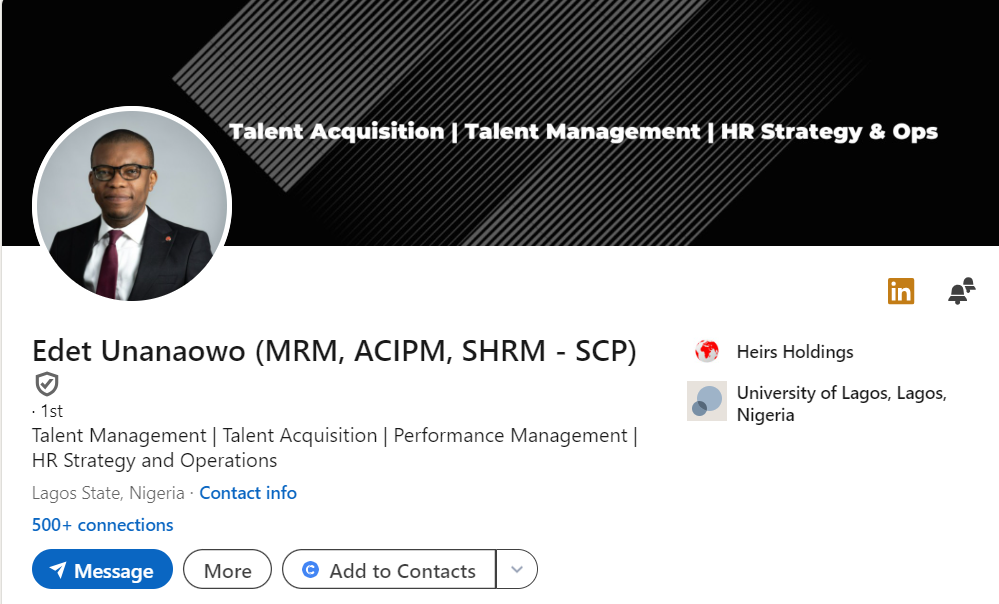 Talent Acquisition | Talent Management | HR Strategy & Ops
in
Edet Unanaowo (MRM, ACIPM, SHRM - SCP)
· 1st
Talent Management | Talent Acquisition | Performance Management |
HR Strategy and Operations
Lagos State, Nigeria · Contact info
500+ connections
Message
More
Add to Contacts
Heirs Holdings
University of Lagos, Lagos,
Nigeria